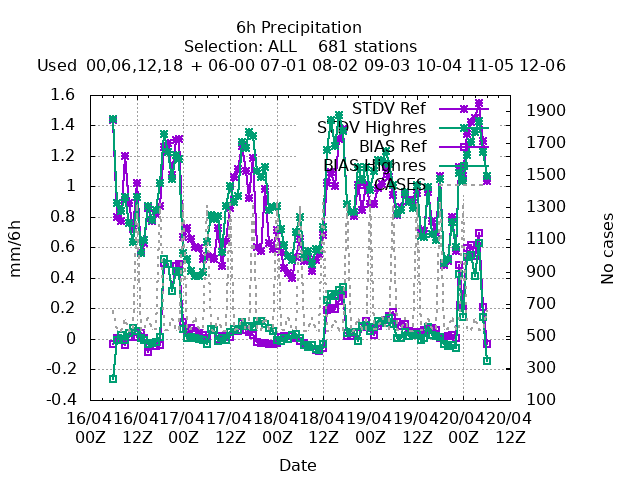 6h Precipitation
Selection: ALL 681 stations
Used 00,06,12,18 + 06-00 07-01 08-02 09-03 10-04 11-05 12-06
STDV Ref
STDV Highres
BIAS Ref
BIAS Highres
CASES
1.6
1.4
1.2
1
0.8
0.6
0.4
0.2
0
-0.2
-0.4
mm/6h
1900
1700
1500
1300
1100
900
700
500
300
100
No cases
16/04 16/04 17/04 17/04 18/04 18/04 19/04 19/04 20/04 20/04
00Z 12Z 00Z 12Z 00Z 12Z 00Z 12Z 00Z 12Z
Date